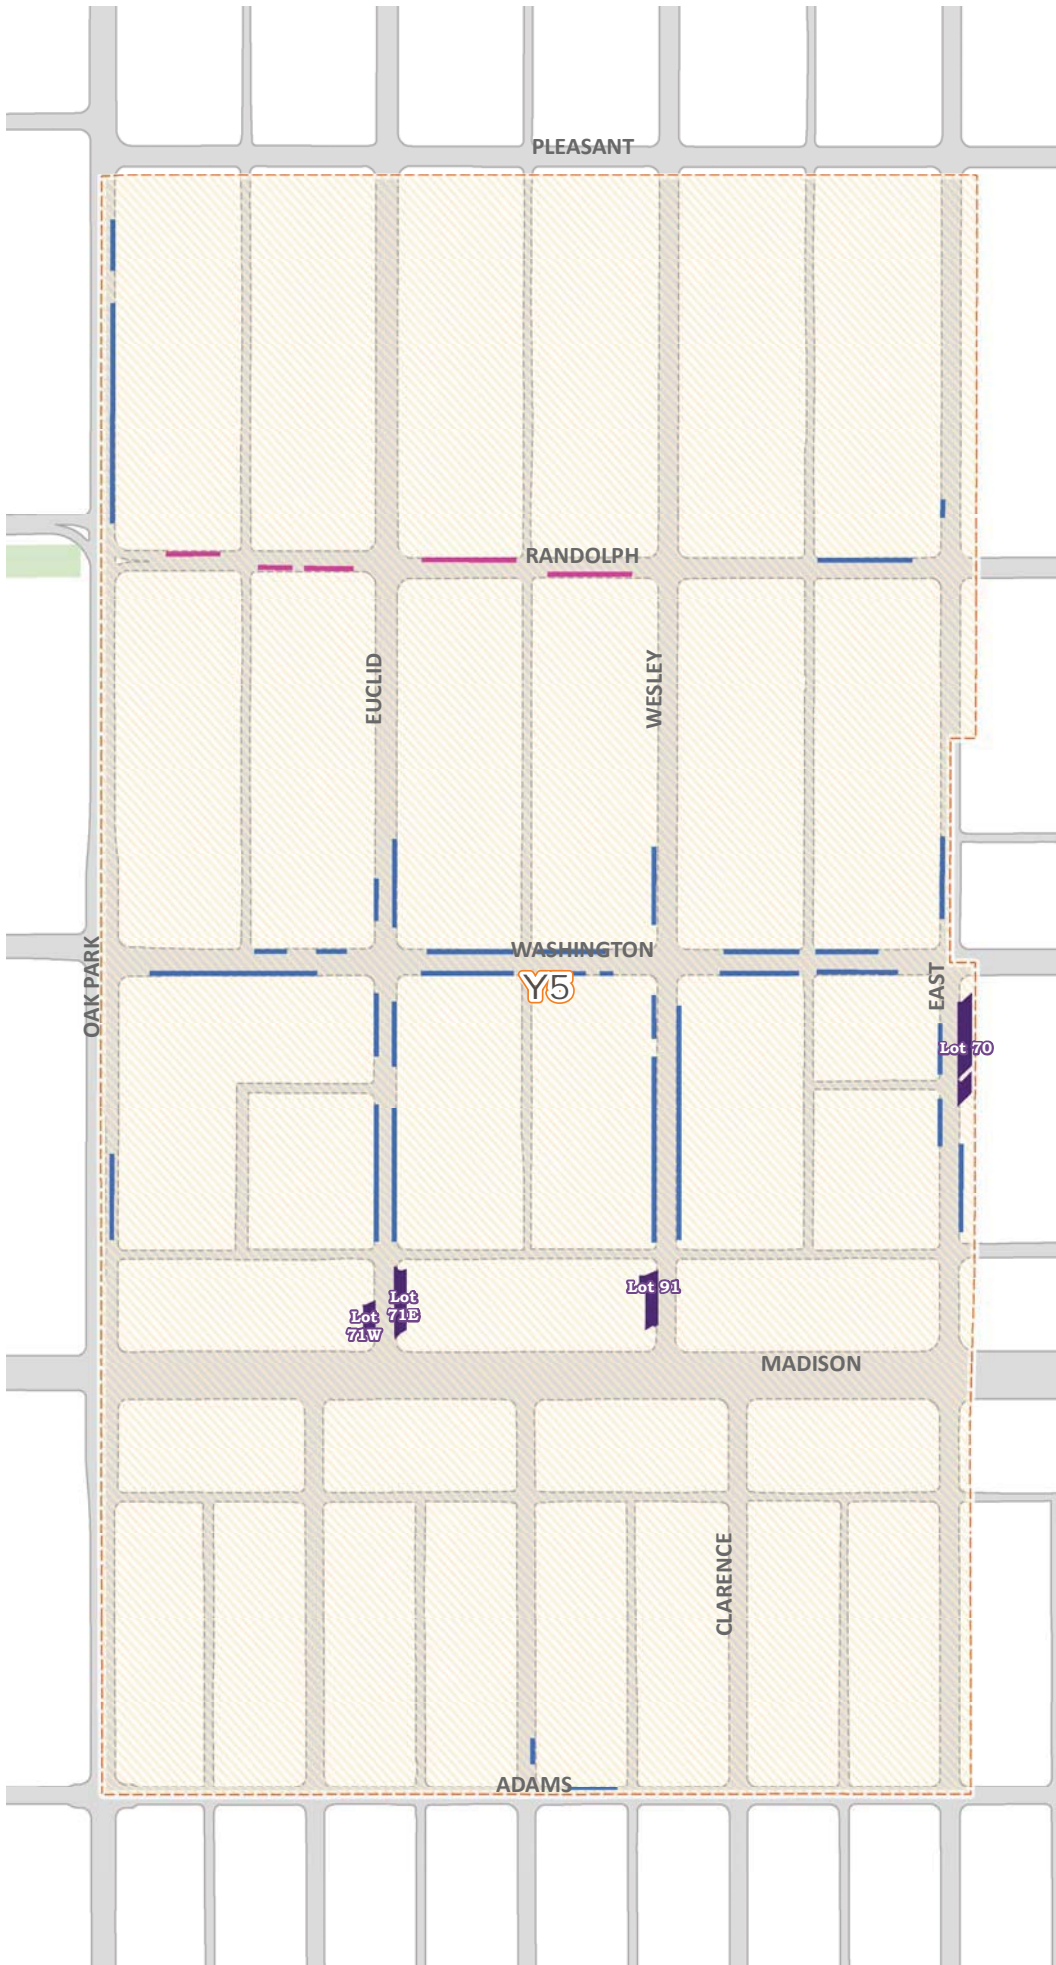 PLEASANT
RANDOLPH
EUCLID
WESLEY
WASHINGTON
OAK PARK
Y5
EAST
Lot 70
Lot
71E
Lot 91
Lot
71W
MADISON
CLARENCE
ADAMS